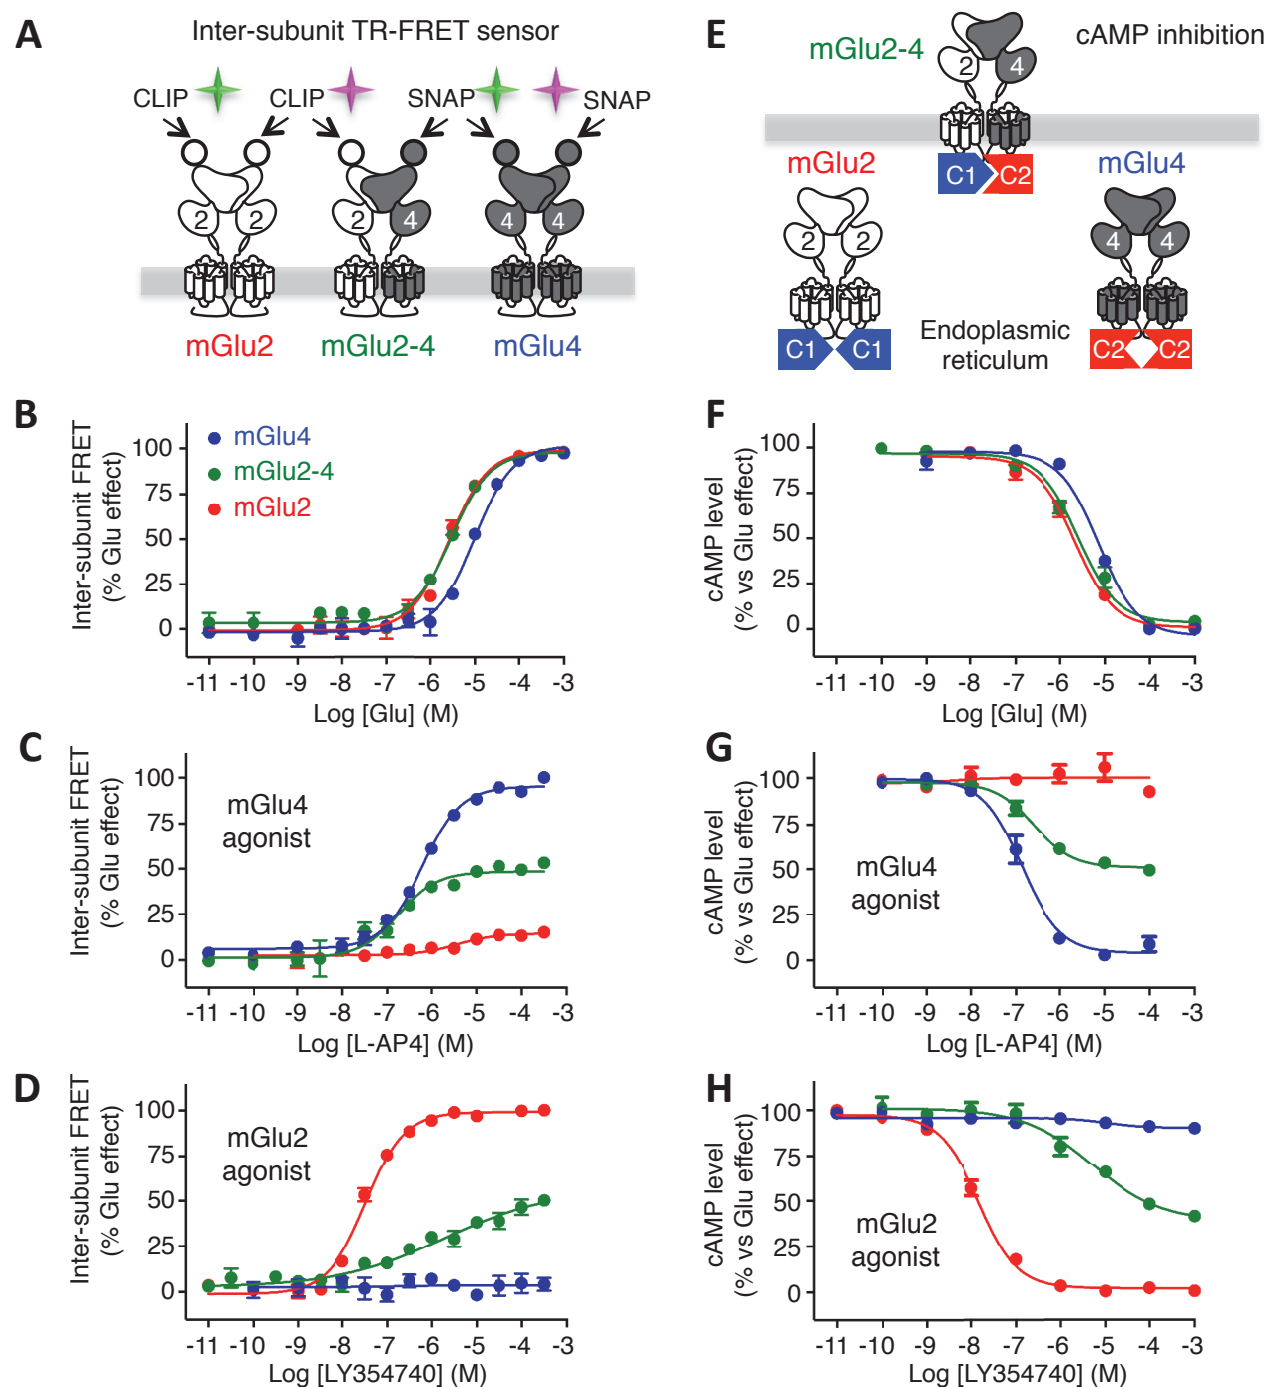 A
Inter-subunit TR-FRET sensor
CLIP
CLIP
SNAP
SNAP
2
2
2
4
4
4
mGlu2
mGlu2-4
mGlu4
E
mGlu2-4
cAMP inhibition
2
4
C1
C2
mGlu2
mGlu4
2
2
4
4
C1
C1
Endoplasmic
reticulum
C2
C2
B
Inter-subunit FRET
(% Glu effect)
100
75
50
25
0
mGlu4
mGlu2-4
mGlu2
-11 -10 -9 -8 -7 -6 -5 -4 -3
Log [Glu] (M)
F
cAMP level
(% vs Glu effect)
100
75
50
25
0
-11 -10 -9 -8 -7 -6 -5 -4 -3
Log [Glu] (M)
C
Inter-subunit FRET
(% Glu effect)
100
75
50
25
0
mGlu4
agonist
-11 -10 -9 -8 -7 -6 -5 -4 -3
Log [L-AP4] (M)
G
cAMP level
(% vs Glu effect)
100
75
50
25
0
mGlu4
agonist
-11 -10 -9 -8 -7 -6 -5 -4 -3
Log [L-AP4] (M)
D
Inter-subunit FRET
(% Glu effect)
100
75
50
25
0
mGlu2
agonist
-11 -10 -9 -8 -7 -6 -5 -4 -3
Log [LY354740] (M)
H
cAMP level
(% vs Glu effect)
100
75
50
25
0
mGlu2
agonist
-11 -10 -9 -8 -7 -6 -5 -4 -3
Log [LY354740] (M)